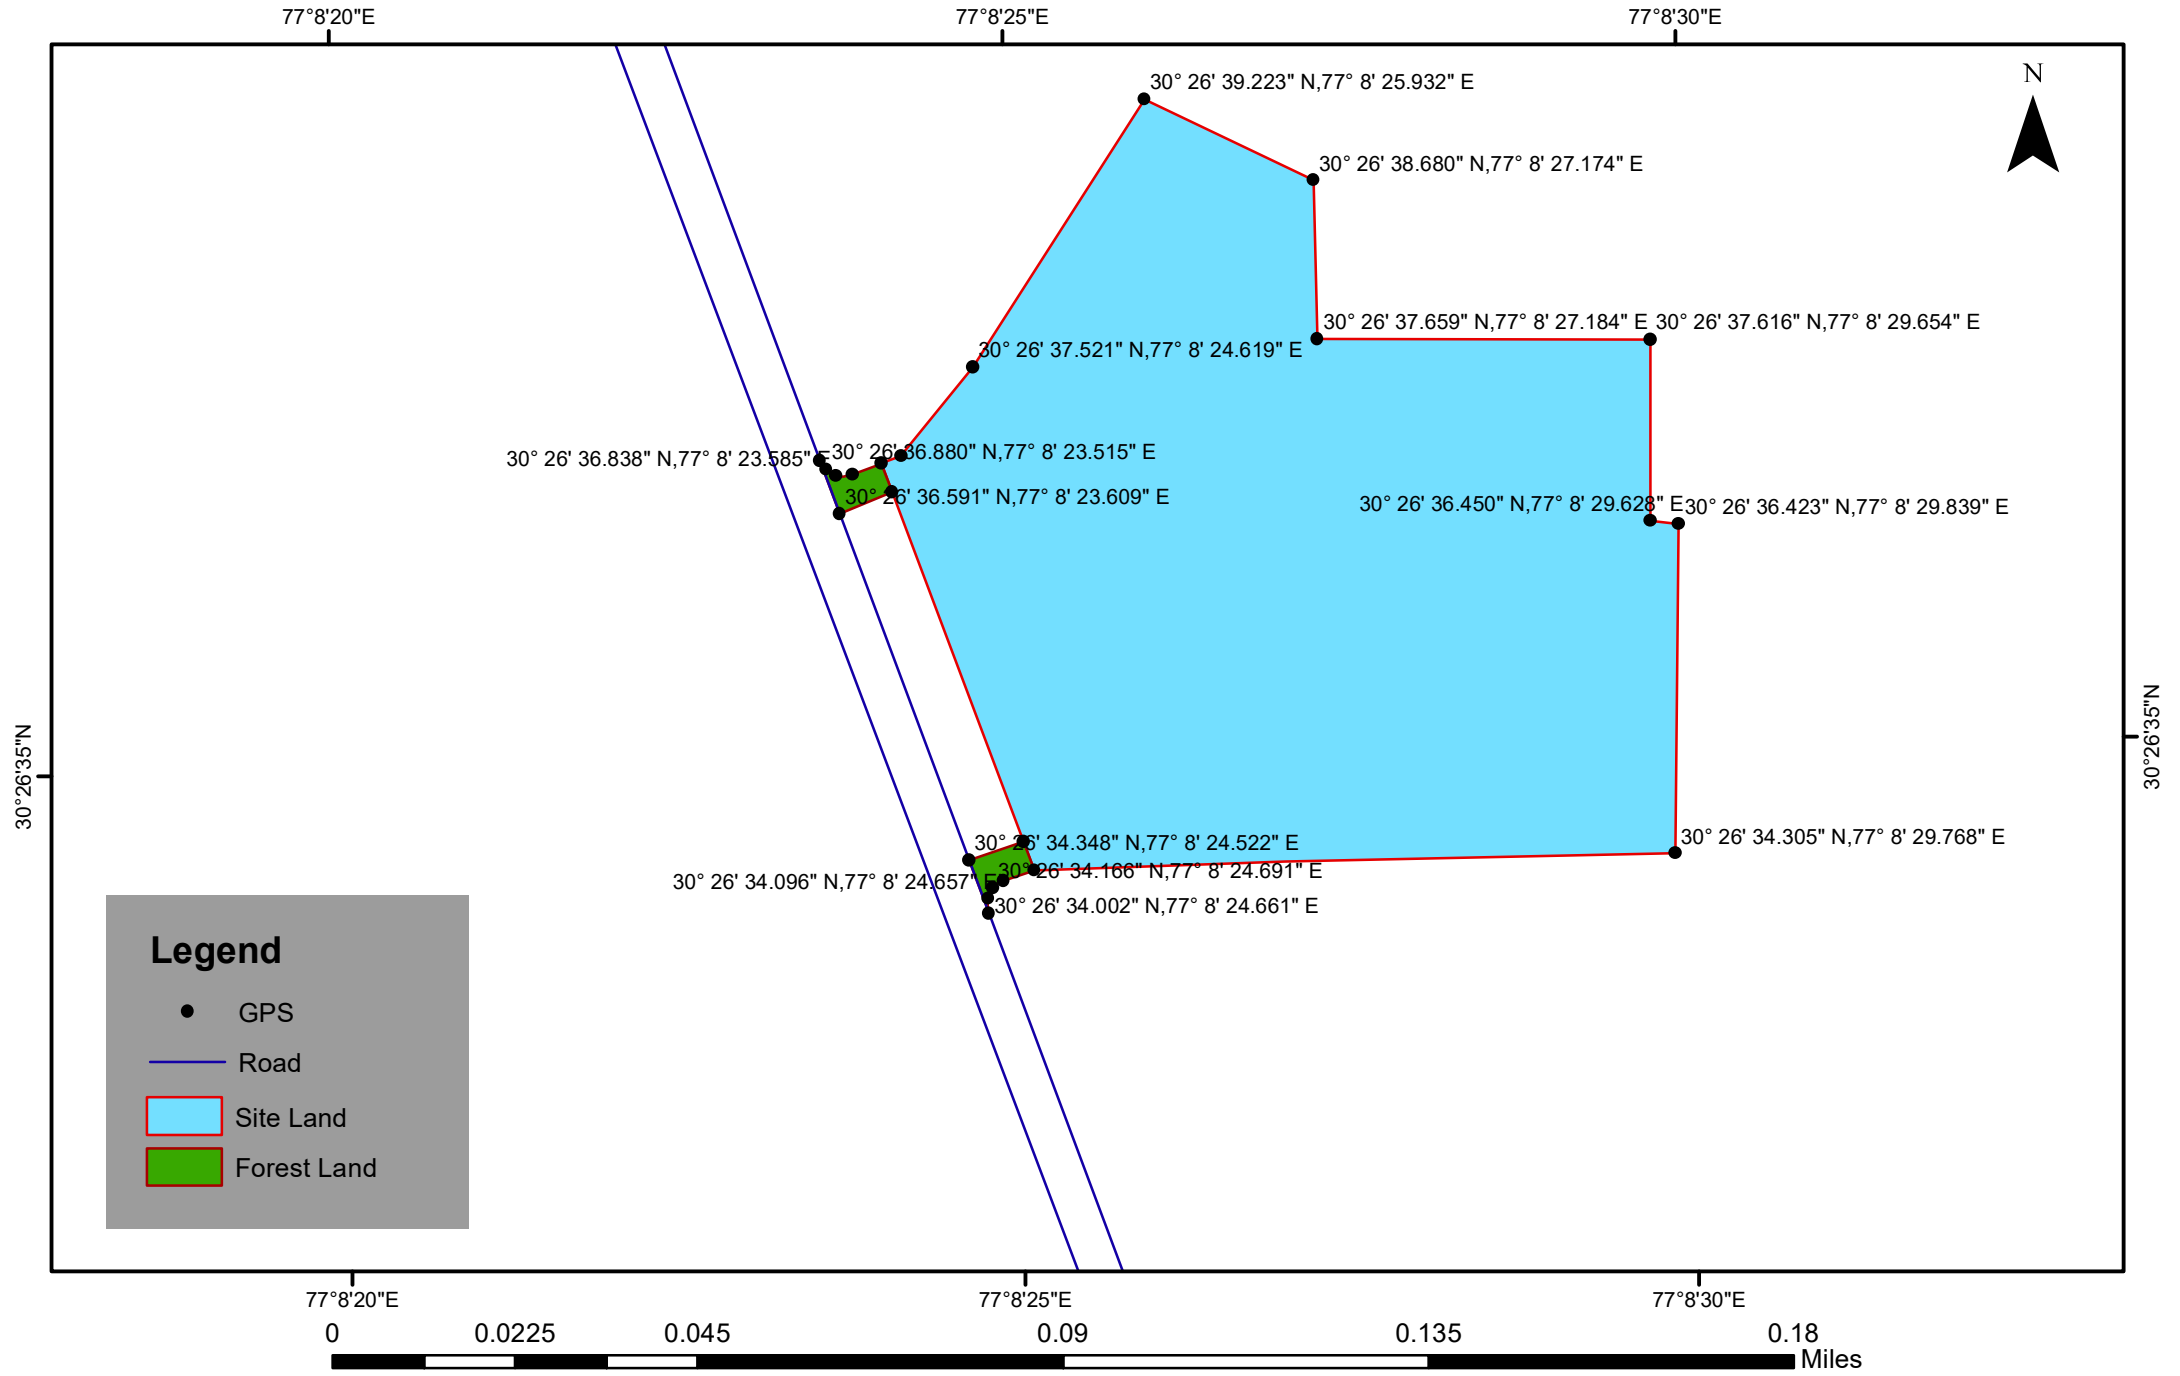 77°8'20"E
77°8'25"E
77°8'30"E
N
30° 26' 39.223" N,77° 8' 25.932" E
30° 26' 38.680" N,77° 8' 27.174" E
30° 26' 37.659" N,77° 8' 27.184" E
30° 26' 37.616" N,77° 8' 29.654" E
30° 26' 37.521" N,77° 8' 24.619" E
30° 26' 36.838" N,77° 8' 23.585" E
30° 26' 36.880" N,77° 8' 23.515" E
30° 26' 36.591" N,77° 8' 23.609" E
30° 26' 36.450" N,77° 8' 29.628" E
30° 26' 36.423" N,77° 8' 29.839" E
30°26'35"N
30°26'35"N
30° 26' 34.348" N,77° 8' 24.522" E
30° 26' 34.305" N,77° 8' 29.768" E
30° 26' 34.166" N,77° 8' 24.691" E
30° 26' 34.096" N,77° 8' 24.657" E
30° 26' 34.002" N,77° 8' 24.661" E
Legend
GPS
Road
Site Land
Forest Land
77°8'20"E
77°8'25"E
77°8'30"E
0 0.0225 0.045 0.09 0.135 0.18
Miles